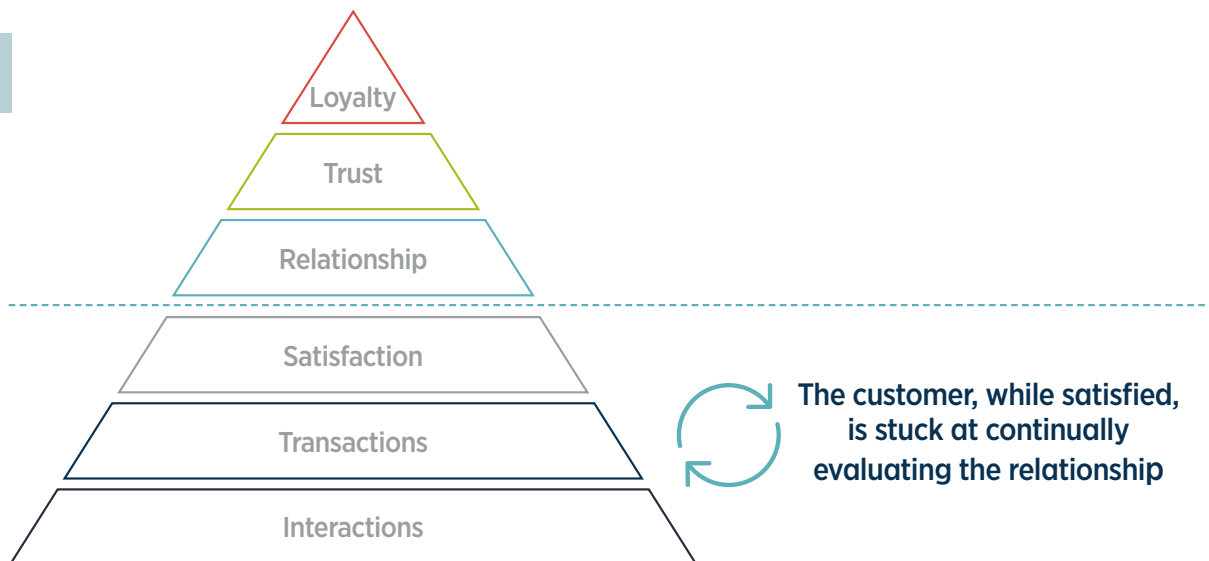 Loyalty
Trust
Relationship
Satisfaction
Transactions
Interactions
The customer, while satisfied,
is stuck at continually
evaluating the relationship